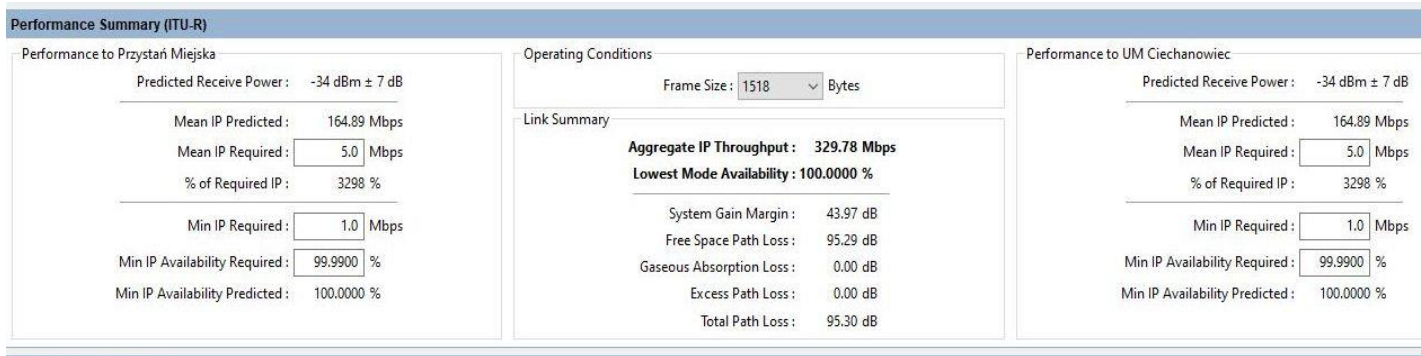 Performance Summary (ITU-R)
Performance to Przystań Miejska
Predicted Receive Power : -34 dBm ± 7 dB
Mean IP Predicted : 164.89 Mbps
Mean IP Required : 5.0 Mbps
% of Required IP : 3298 %
Min IP Required : 1.0 Mbps
Min IP Availability Required : 99.9900 %
Min IP Availability Predicted : 100.0000 %
Operating Conditions
Frame Size : 1518 Bytes
Link Summary
Aggregate IP Throughput : 329.78 Mbps
Lowest Mode Availability : 100.0000 %
System Gain Margin : 43.97 dB
Free Space Path Loss : 95.29 dB
Gaseous Absorption Loss : 0.00 dB
Excess Path Loss : 0.00 dB
Total Path Loss : 95.30 dB
Performance to UM Ciechanowiec
Predicted Receive Power : -34 dBm ± 7 dB
Mean IP Predicted : 164.89 Mbps
Mean IP Required : 5.0 Mbps
% of Required IP : 3298 %
Min IP Required : 1.0 Mbps
Min IP Availability Required : 99.9900 %
Min IP Availability Predicted : 100.0000 %